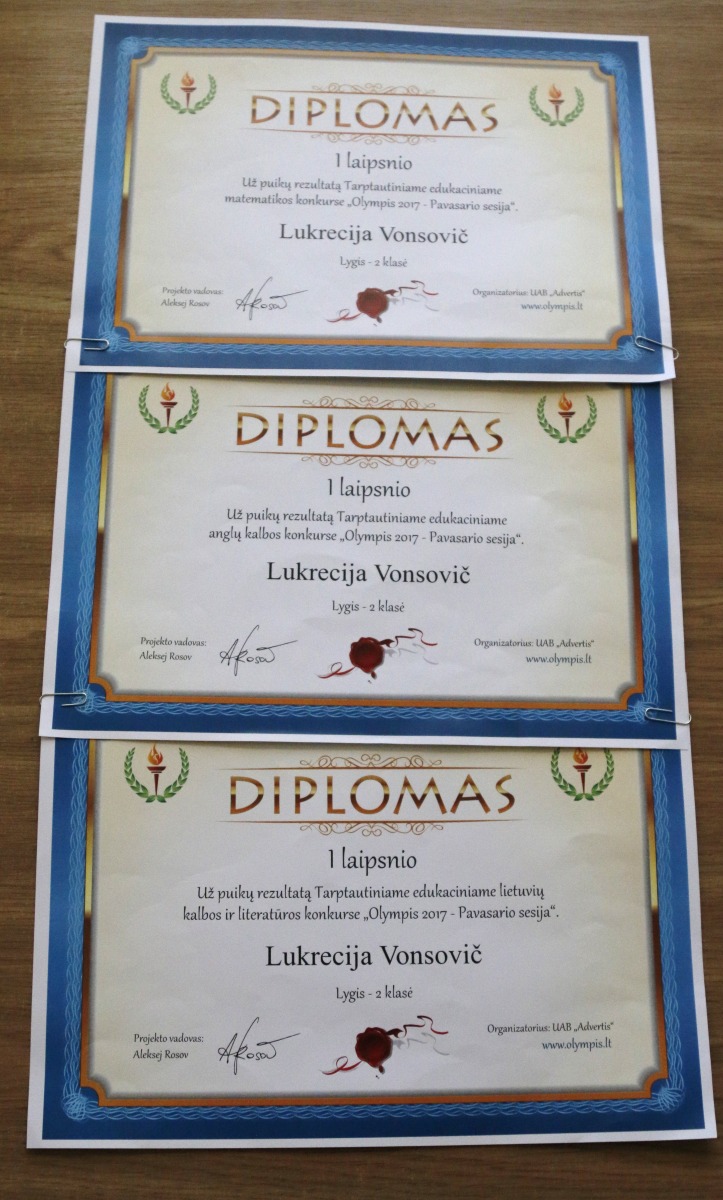 DIPLOMAS
I laipsnio
Už puikų rezultatą Tarptautiniame edukaciniame
matematikos konkurse „Olympis 2017 - Pavasario sesija“.
Lukrecija Vonsovič
Lygis - 2 klasė
Projekto vadovas:
Aleksej Rosov
Organizatorius: UAB „Advertis“
www.olympis.lt
DIPLOMAS
I laipsnio
Už puikų rezultatą Tarptautiniame edukaciniame
anglų kalbos konkurse „Olympis 2017 - Pavasario sesija“.
Lukrecija Vonsovič
Lygis - 2 klasė
Projekto vadovas:
Aleksej Rosov
Organizatorius: UAB „Advertis“
www.olympis.lt
DIPLOMAS
I laipsnio
Už puikų rezultatą Tarptautiniame edukaciniame lietuvių
kalbos ir literatūros konkurse „Olympis 2017 - Pavasario sesija“.
Lukrecija Vonsovič
Lygis - 2 klasė
Projekto vadovas:
Aleksej Rosov
Organizatorius: UAB „Advertis“
www.olympis.lt